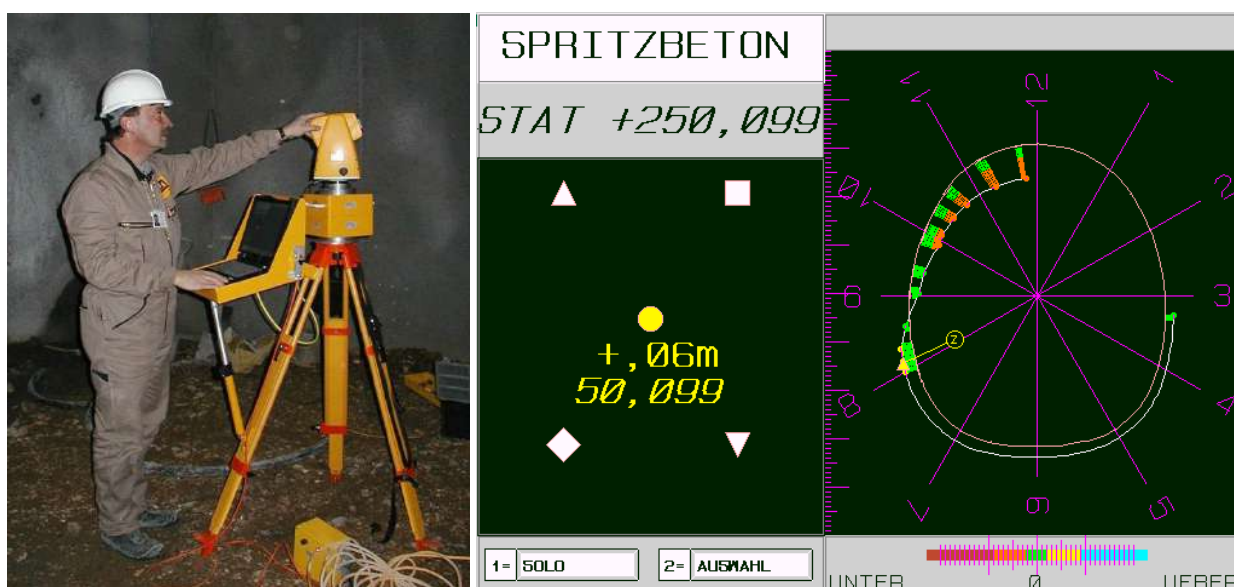 SPRITZBETON
STAT +250,099
+,06m
50,099
1= SOLO
2= AUSWAHL
11 12 1
10 2
9 3
Z
8 4
7 6 5
UNTER 0 UEBER